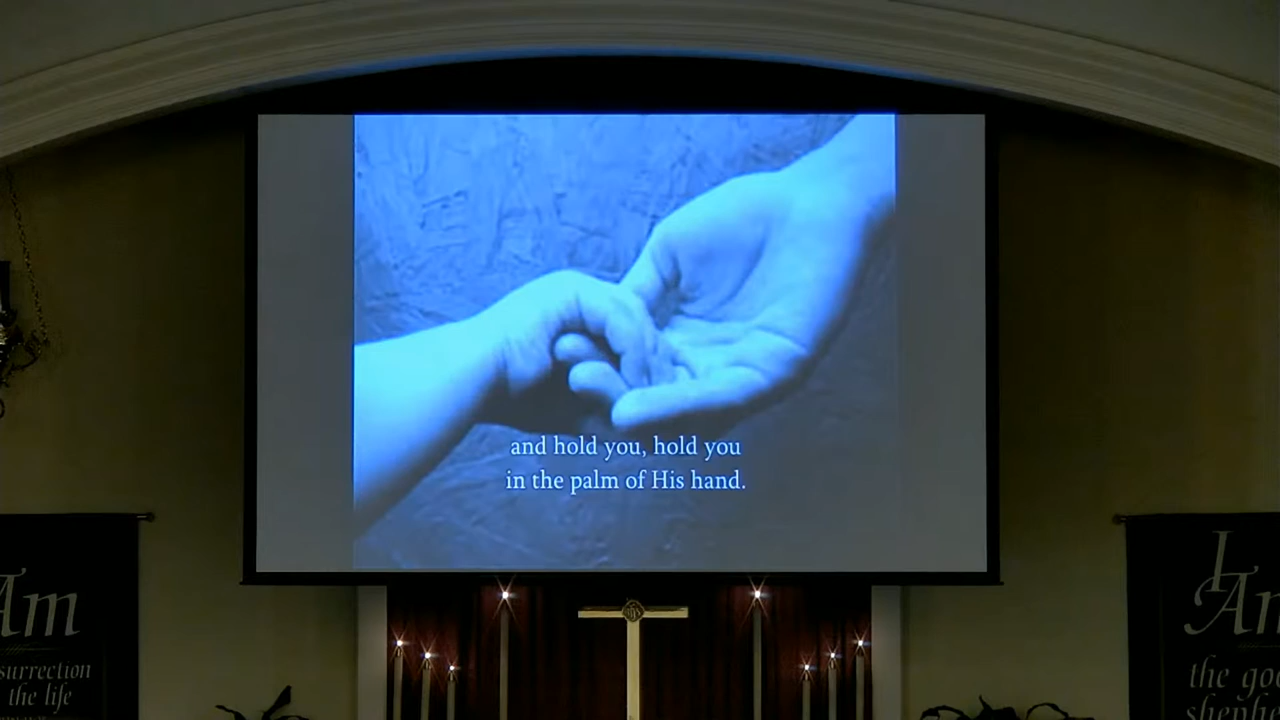 and hold you, hold you
in the palm of His hand.
Am
surrection
the life
I
Am
the goo
shephe